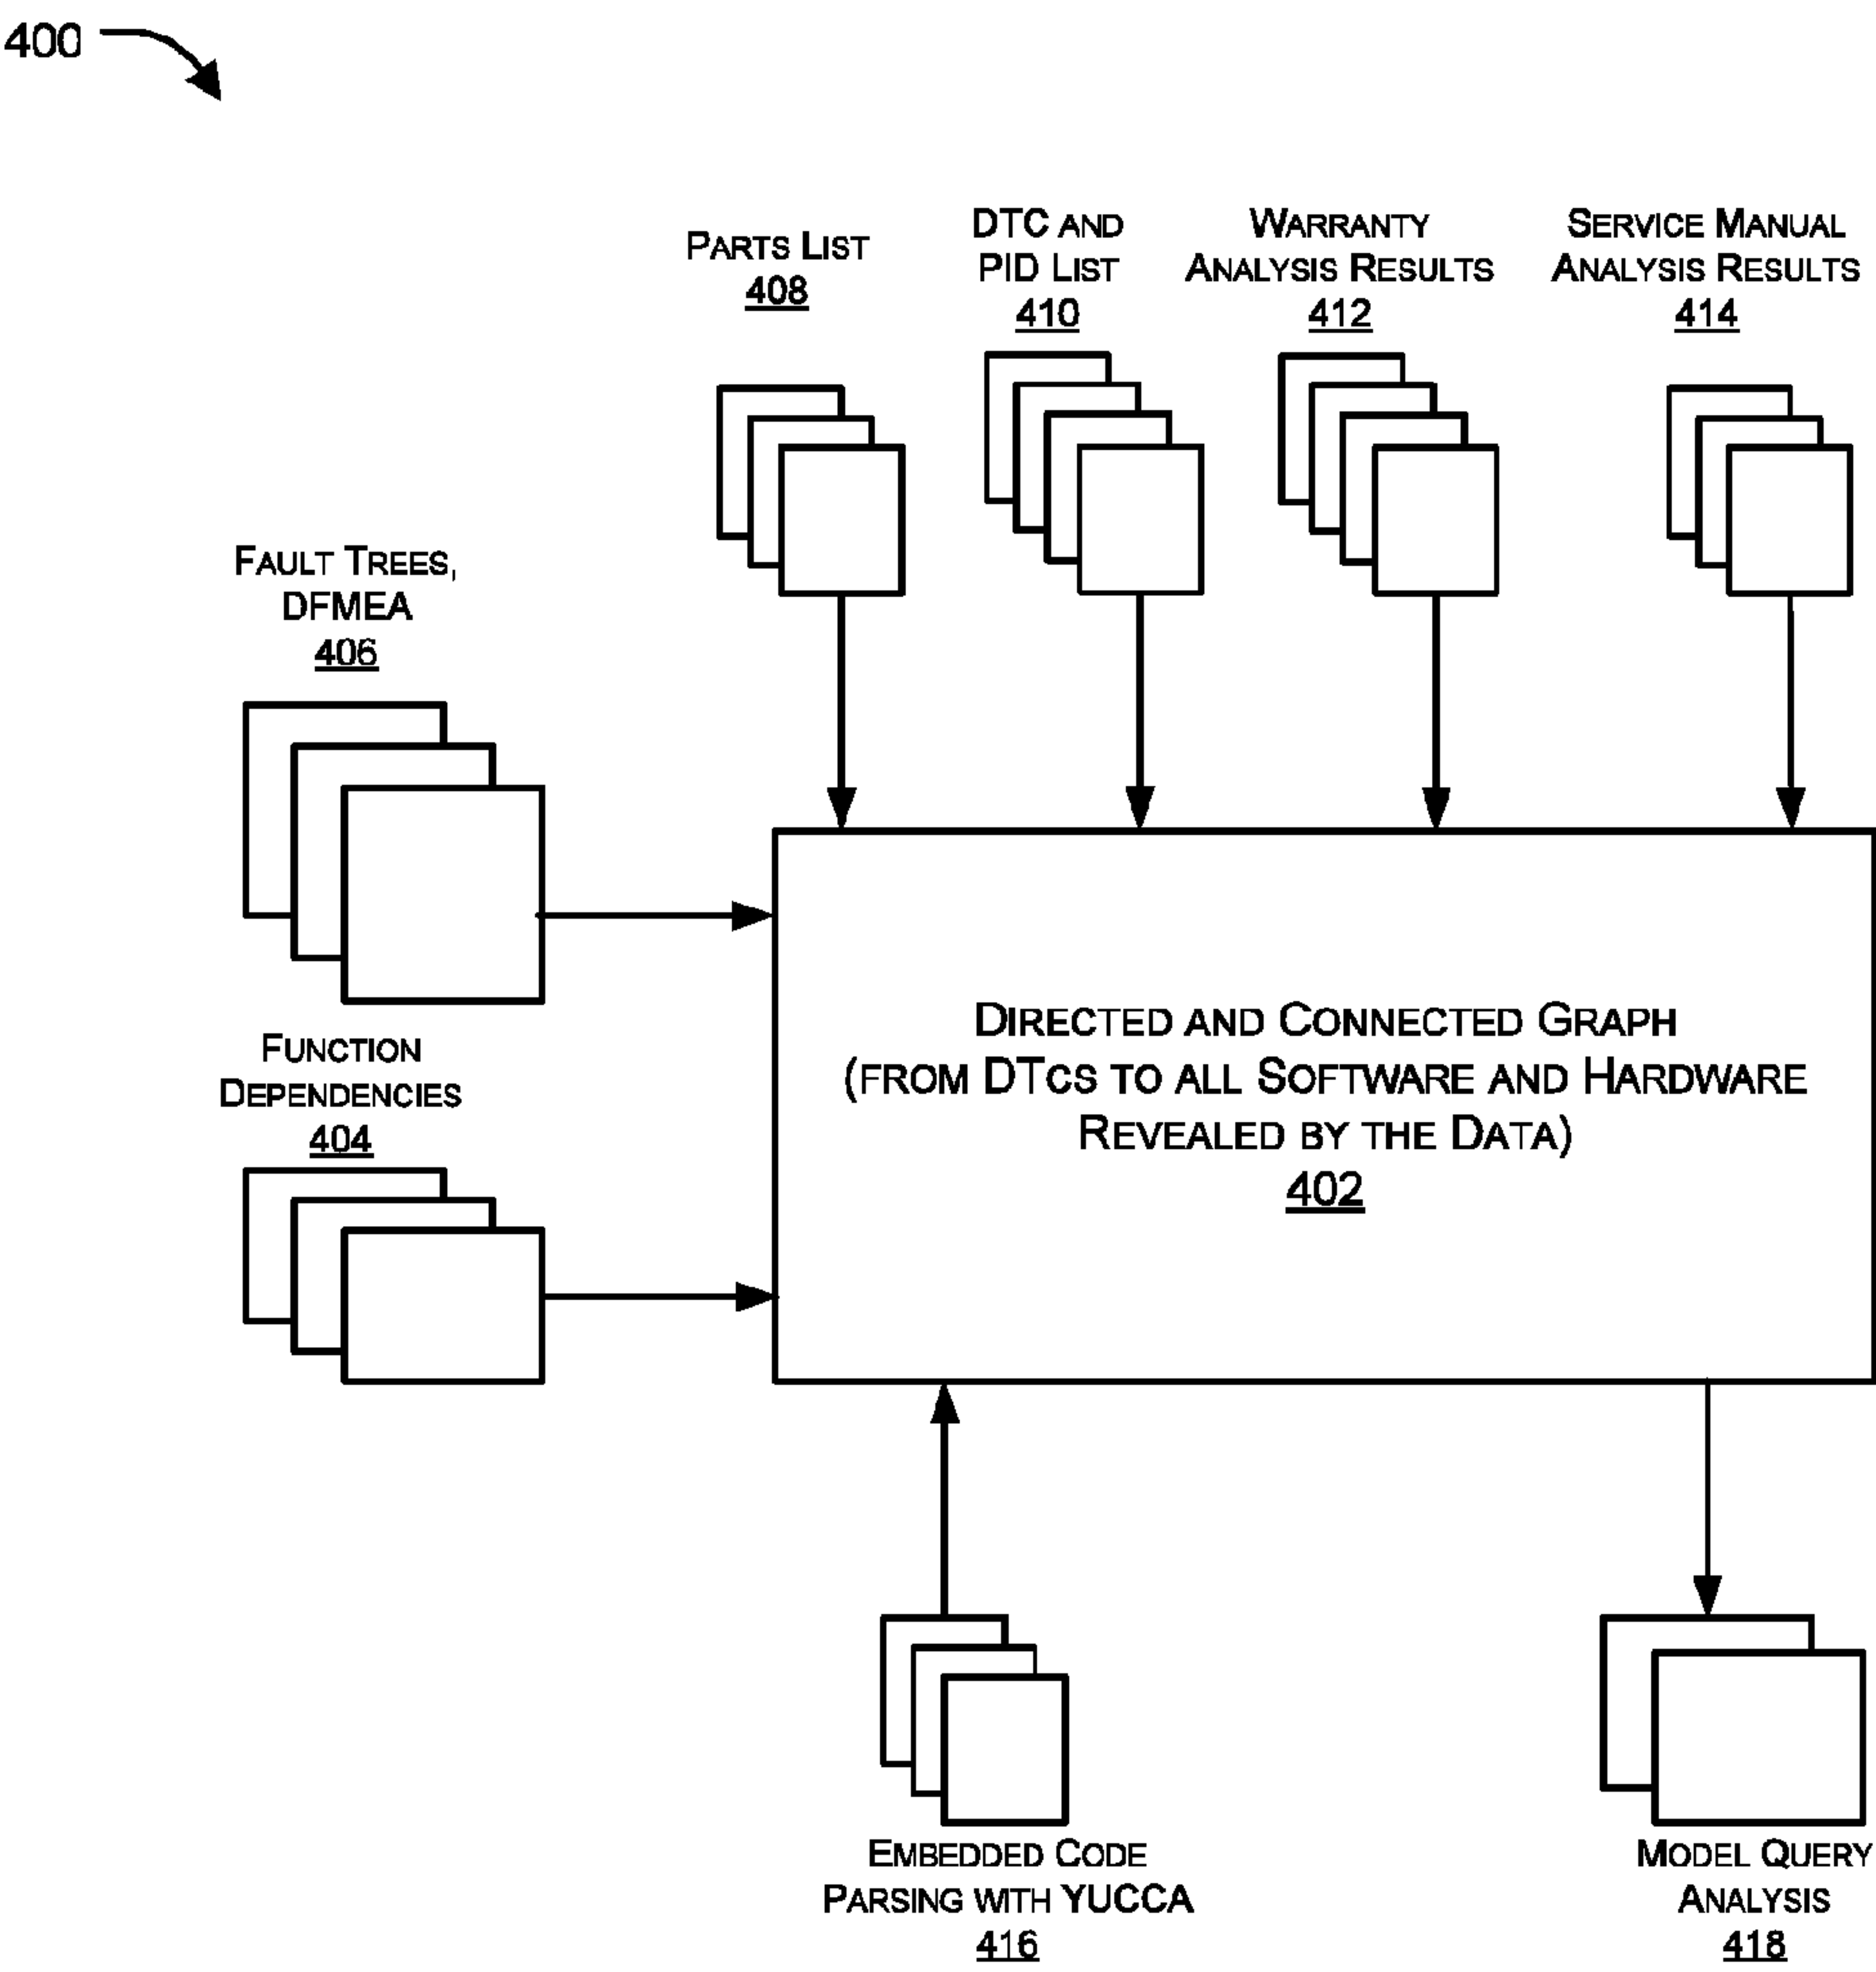 400
PARTS LIST
408
DTC AND
PID LIST
410
WARRANTY
ANALYSIS RESULTS
412
SERVICE MANUAL
ANALYSIS RESULTS
414
FAULT TREES,
DFMEA
406
FUNCTION
DEPENDENCIES
404
DIRECTED AND CONNECTED GRAPH
(FROM DTCS TO ALL SOFTWARE AND HARDWARE
REVEALED BY THE DATA)
402
EMBEDDED CODE
PARSING WITH YUCCA
416
MODEL QUERY
ANALYSIS
418